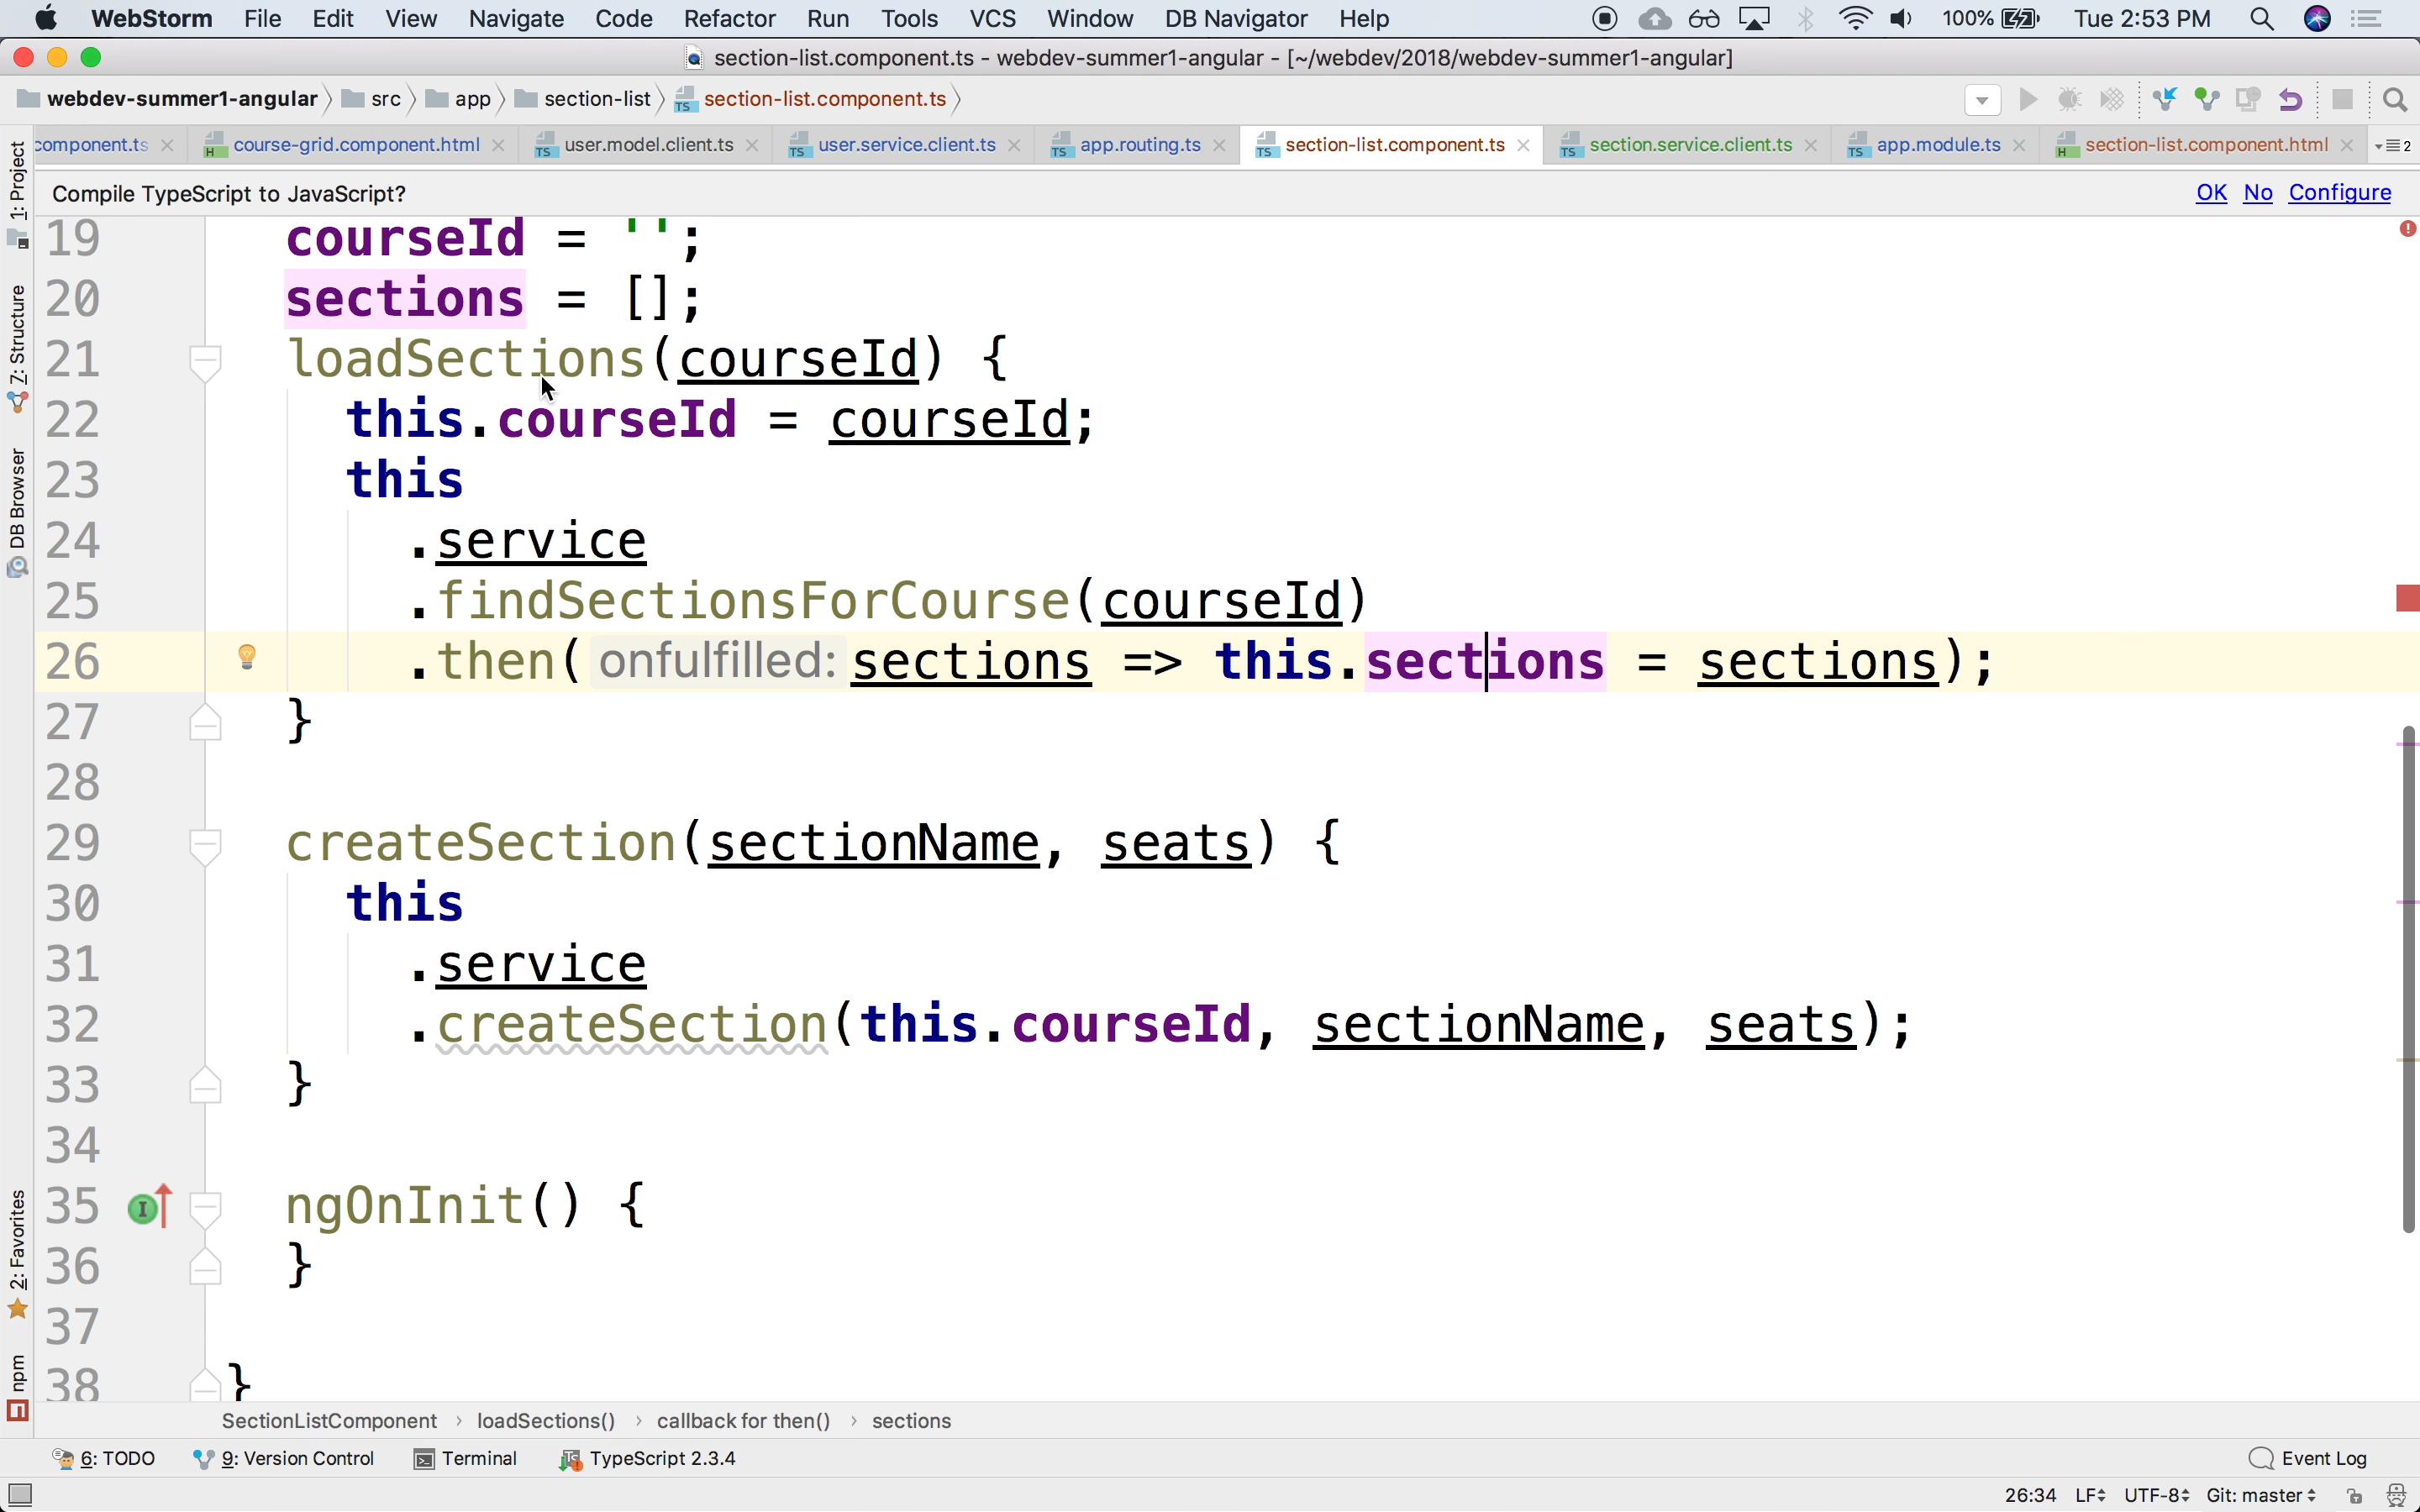 WebStorm File Edit View Navigate Code Refactor Run Tools VCS Window DB Navigator Help 100% Tue 2:53 PM
section-list.component.ts - webdev-summer1-angular - [~/webdev/2018/webdev-summer1-angular]
webdev-summer1-angular src app section-list section-list.component.ts
component.ts course-grid.component.html user.model.client.ts user.service.client.ts app.routing.ts section-list.component.ts section.service.client.ts app.module.ts section-list.component.html 2
Compile TypeScript to JavaScript? OK No Configure
1: Project
7: Structure
DB Browser
2: Favorites
npm
19 courseId = '';
20 sections = [];
21 loadSections(courseId) {
22 this.courseId = courseId;
23 this
24 .service
25 .findSectionsForCourse(courseId)
26 .then( onfulfilled: sections => this.sections = sections);
27 }
28
29 createSection(sectionName, seats) {
30 this
31 .service
32 .createSection(this.courseId, sectionName, seats);
33 }
34
35 ngOnInit() {
36 }
37
38 }
SectionListComponent › loadSections() › callback for then() › sections
6: TODO 9: Version Control Terminal TypeScript 2.3.4 Event Log
26:34 LF UTF-8 Git: master